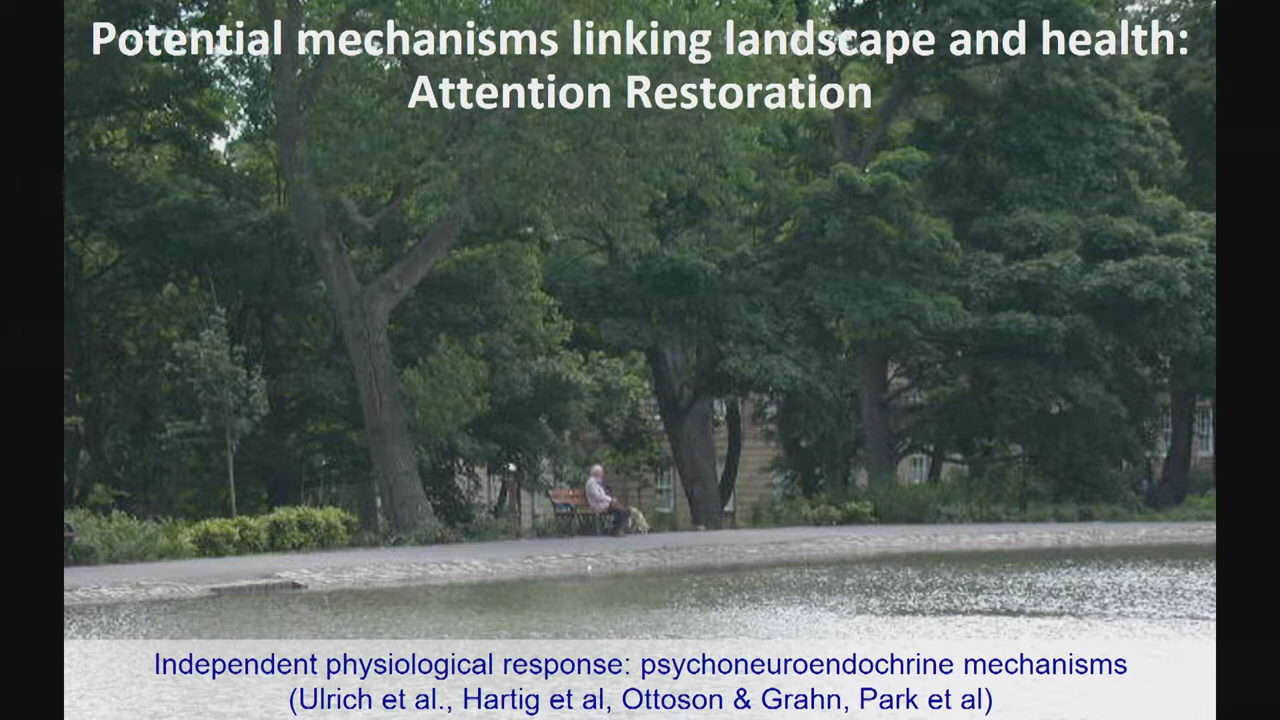 Potential mechanisms linking landscape and health:
Attention Restoration
Independent physiological response: psychoneuroendocrine mechanisms
(Ulrich et al., Hartig et al, Ottoson & Grahn, Park et al)